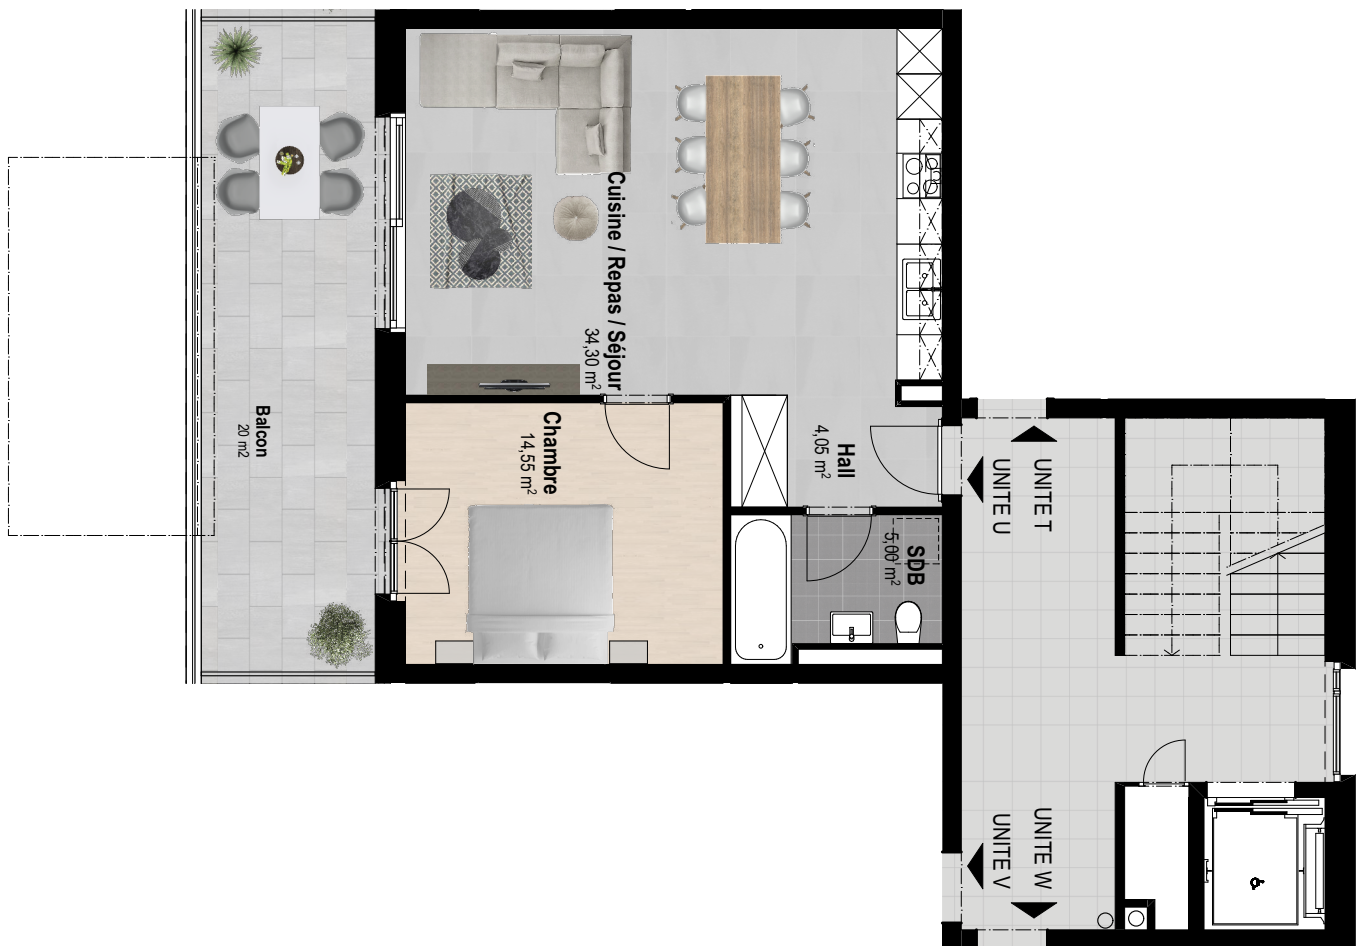 Cuisine / Repas / Séjour
34,30 m²
Balcon
20 m2
Chambre
14,55 m²
Hall
4,05 m²
SDB
5,00 m²
UNITE T
UNITE U
UNITE W
UNITE V